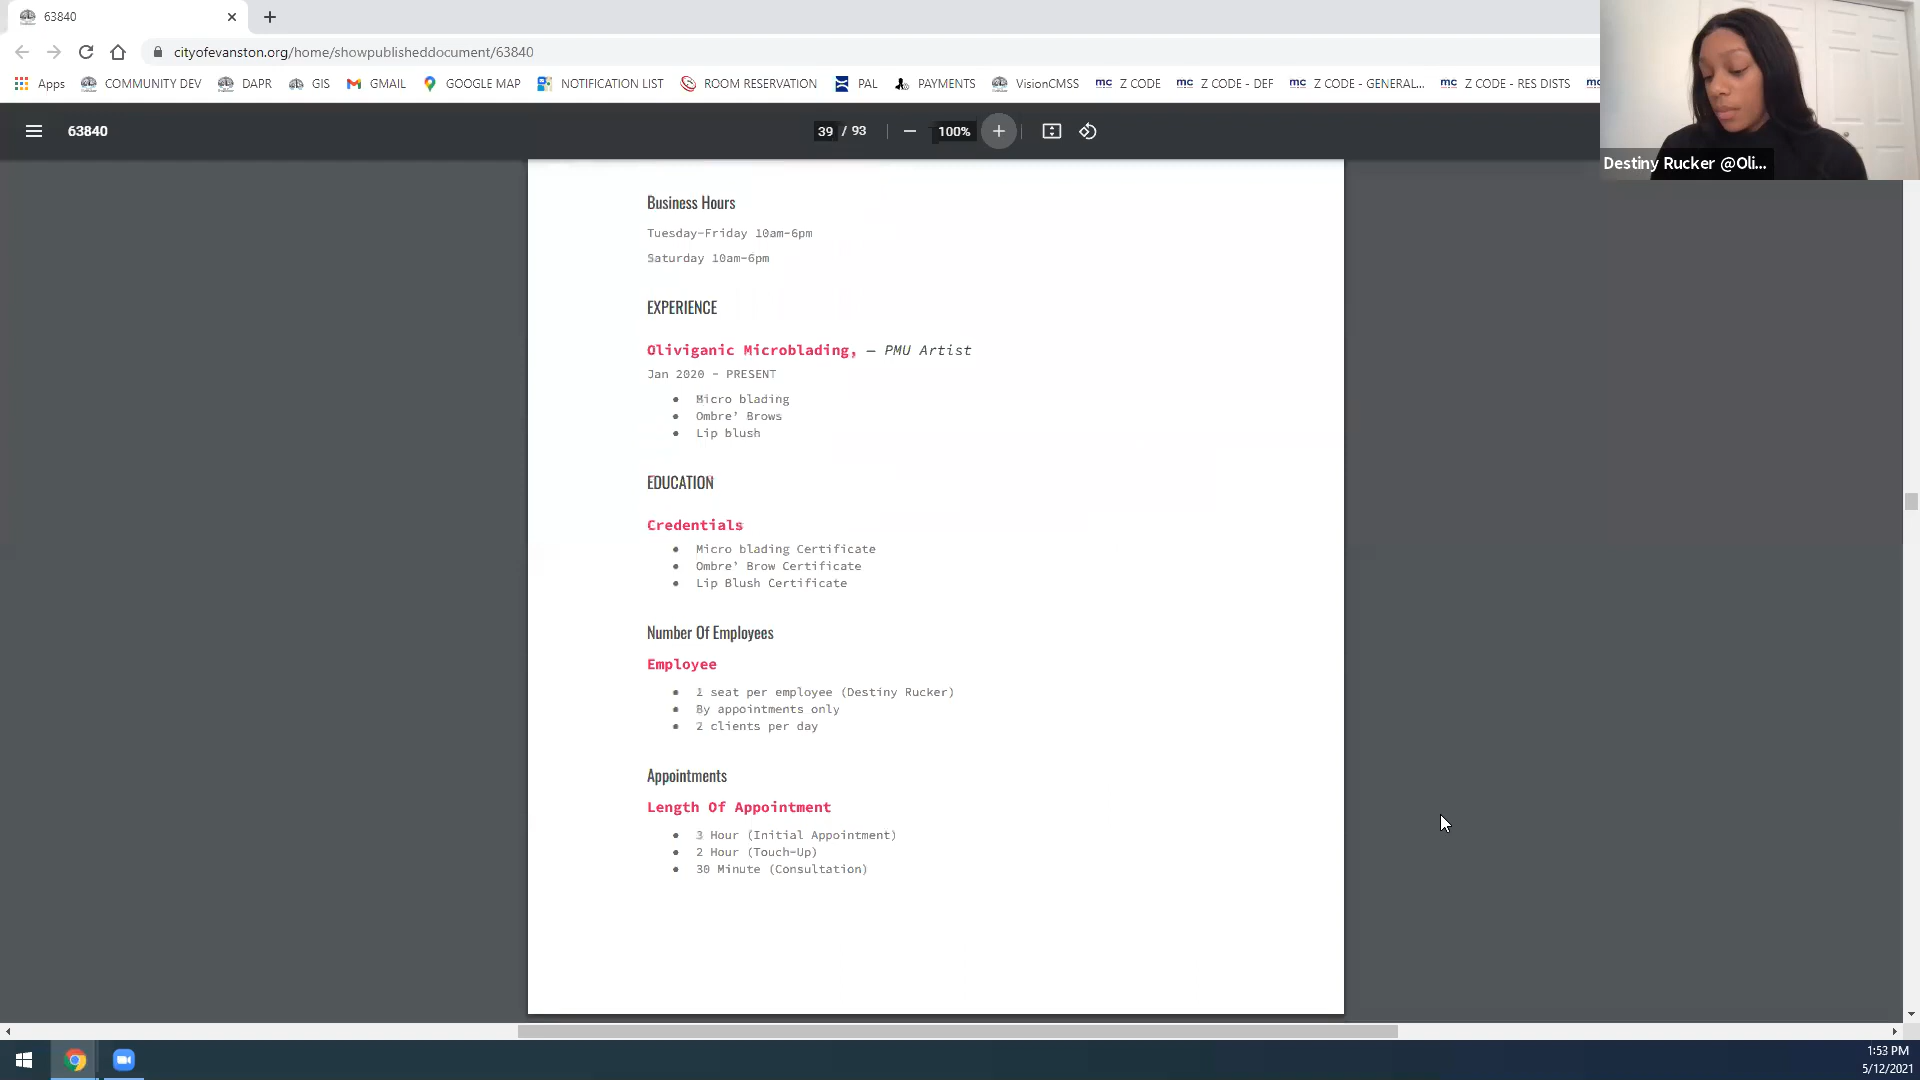 63840
cityofevanston.org/home/showpublisheddocument/63840
Apps COMMUNITY DEV DAPR GIS GMAIL GOOGLE MAP NOTIFICATION LIST ROOM RESERVATION PAL PAYMENTS VisionCMSS mc Z CODE mc Z CODE - DEF mc Z CODE - GENERAL... mc Z CODE - RES DISTS mc
63840 39 / 93 100%
Destiny Rucker @Oli...
Business Hours
Tuesday-Friday 10am-6pm
Saturday 10am-6pm
EXPERIENCE
Oliviganic Microblading, — PMU Artist
Jan 2020 - PRESENT
● Micro blading
● Ombre’ Brows
● Lip blush
EDUCATION
Credentials
● Micro blading Certificate
● Ombre’ Brow Certificate
● Lip Blush Certificate
Number Of Employees
Employee
● 1 seat per employee (Destiny Rucker)
● By appointments only
● 2 clients per day
Appointments
Length Of Appointment
● 3 Hour (Initial Appointment)
● 2 Hour (Touch-Up)
● 30 Minute (Consultation)
1:53 PM
5/12/2021